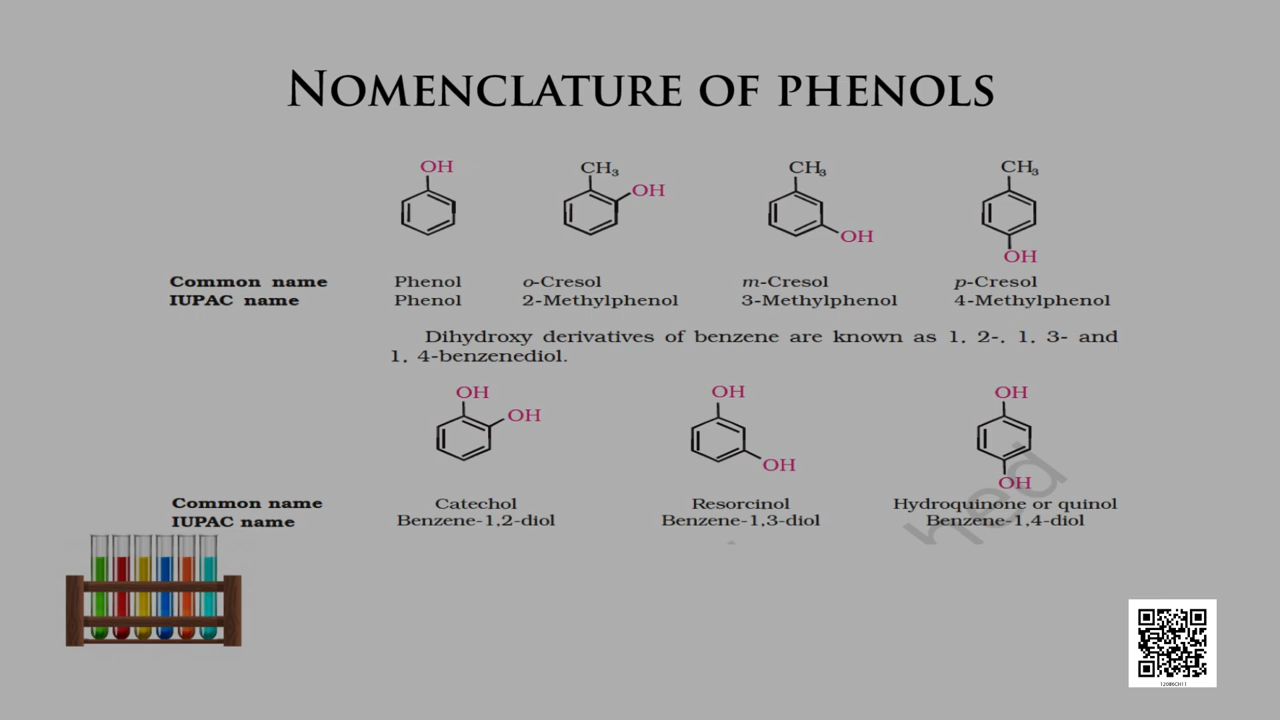 NOMENCLATURE OF PHENOLS
OH CH₃ OH CH₃ OH CH₃ OH
Common name Phenol o-Cresol m-Cresol p-Cresol
IUPAC name Phenol 2-Methylphenol 3-Methylphenol 4-Methylphenol
Dihydroxy derivatives of benzene are known as 1, 2-, 1, 3- and
1, 4-benzenediol.
OH OH OH OH OH OH
Common name Catechol Resorcinol Hydroquinone or quinol
IUPAC name Benzene-1,2-diol Benzene-1,3-diol Benzene-1,4-diol
hed
12086CH11